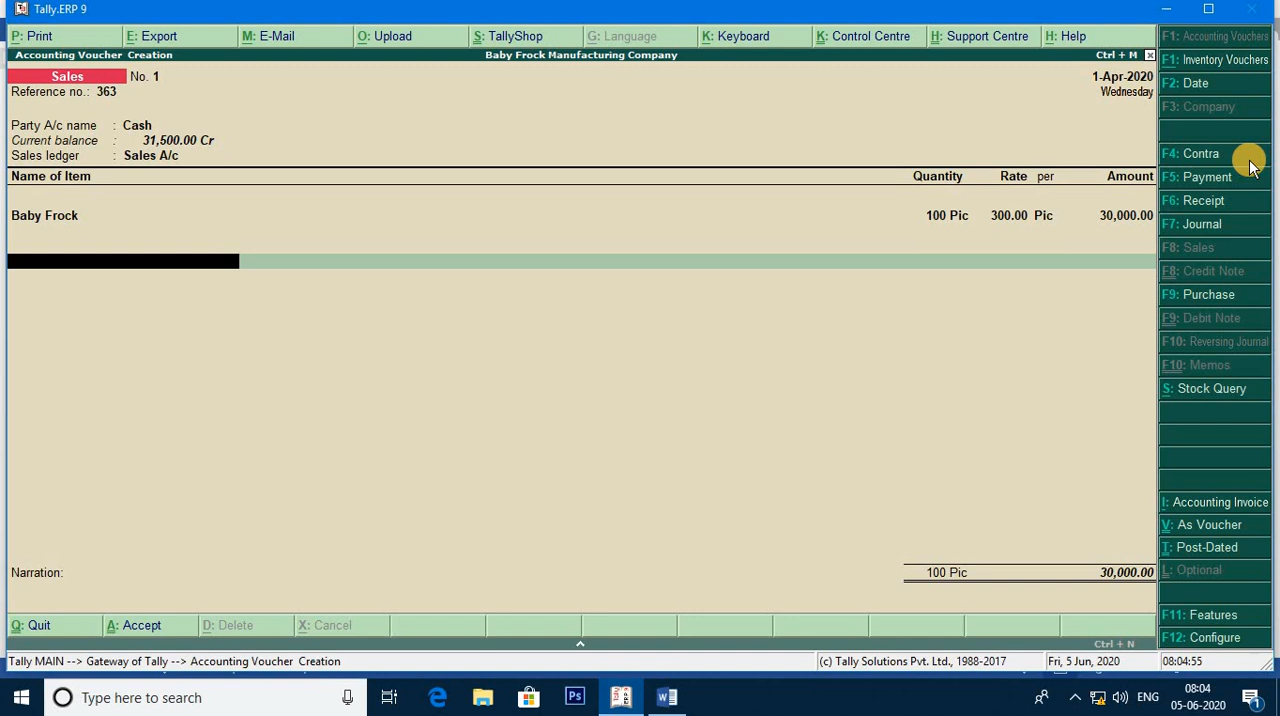 Tally.ERP 9
P: Print E: Export M: E-Mail O: Upload S: TallyShop G: Language K: Keyboard K: Control Centre H: Support Centre H: Help
Accounting Voucher Creation Baby Frock Manufacturing Company Ctrl + M
Sales No. 1 1-Apr-2020
Reference no.: 363 Wednesday
Party A/c name : Cash
Current balance : 31,500.00 Cr
Sales ledger : Sales A/c
Name of Item Quantity Rate per Amount
Baby Frock 100 Pic 300.00 Pic 30,000.00
Narration: 100 Pic 30,000.00
Q: Quit A: Accept D: Delete X: Cancel
Ctrl + N
F1: Accounting Vouchers
F1: Inventory Vouchers
F2: Date
F3: Company
F4: Contra
F5: Payment
F6: Receipt
F7: Journal
F8: Sales
F8: Credit Note
F9: Purchase
F9: Debit Note
F10: Reversing Journal
F10: Memos
S: Stock Query
I: Accounting Invoice
V: As Voucher
T: Post-Dated
L: Optional
F11: Features
F12: Configure
Tally MAIN --> Gateway of Tally --> Accounting Voucher Creation (c) Tally Solutions Pvt. Ltd., 1988-2017 Fri, 5 Jun, 2020 08:04:55
Type here to search ENG 08:04
05-06-2020